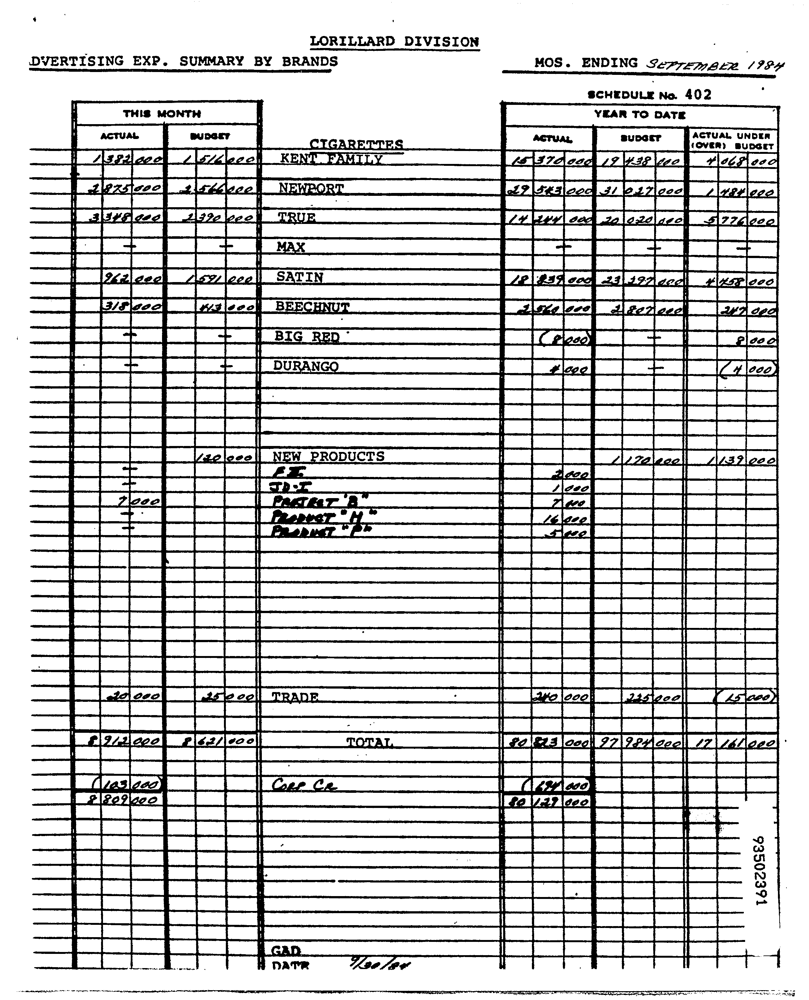 LORILLARD DIVISION
DVERTISING EXP. SUMMARY BY BRANDS MOS. ENDING SEPTEMBER 1984
SCHEDULE No. 402
THIS MONTH YEAR TO DATE
ACTUAL BUDGET CIGARETTES ACTUAL BUDGET ACTUAL UNDER (OVER) BUDGET
1 382 000 1 516 000 KENT FAMILY 15 370 000 19 438 000 4 068 000
2 875 000 2 566 000 NEWPORT 29 543 000 31 027 000 1 484 000
3 348 000 2 390 000 TRUE 14 244 000 20 020 000 5 776 000
— — MAX — — —
962 000 1 591 000 SATIN 18 839 000 23 297 000 4 458 000
318 000 413 000 BEECHNUT 2 560 000 2 807 000 247 000
— — BIG RED (8 000) — 8 000
— — DURANGO 4 000 — (4 000)
120 000 NEW PRODUCTS 1 170 000 1 139 000
— 2 000
— JD-I 1 000
7 000 PROJECT "B" 7 000
— PRODUCT "M" 16 000
— PRODUCT "P" 5 000
20 000 25 000 TRADE 240 000 225 000 (15 000)
8 912 000 8 621 000 TOTAL 80 823 000 97 984 000 17 161 000
(103 000) CORP CR (694 000)
8 809 000 80 129 000
93502391
GAD
DATE 9/30/84